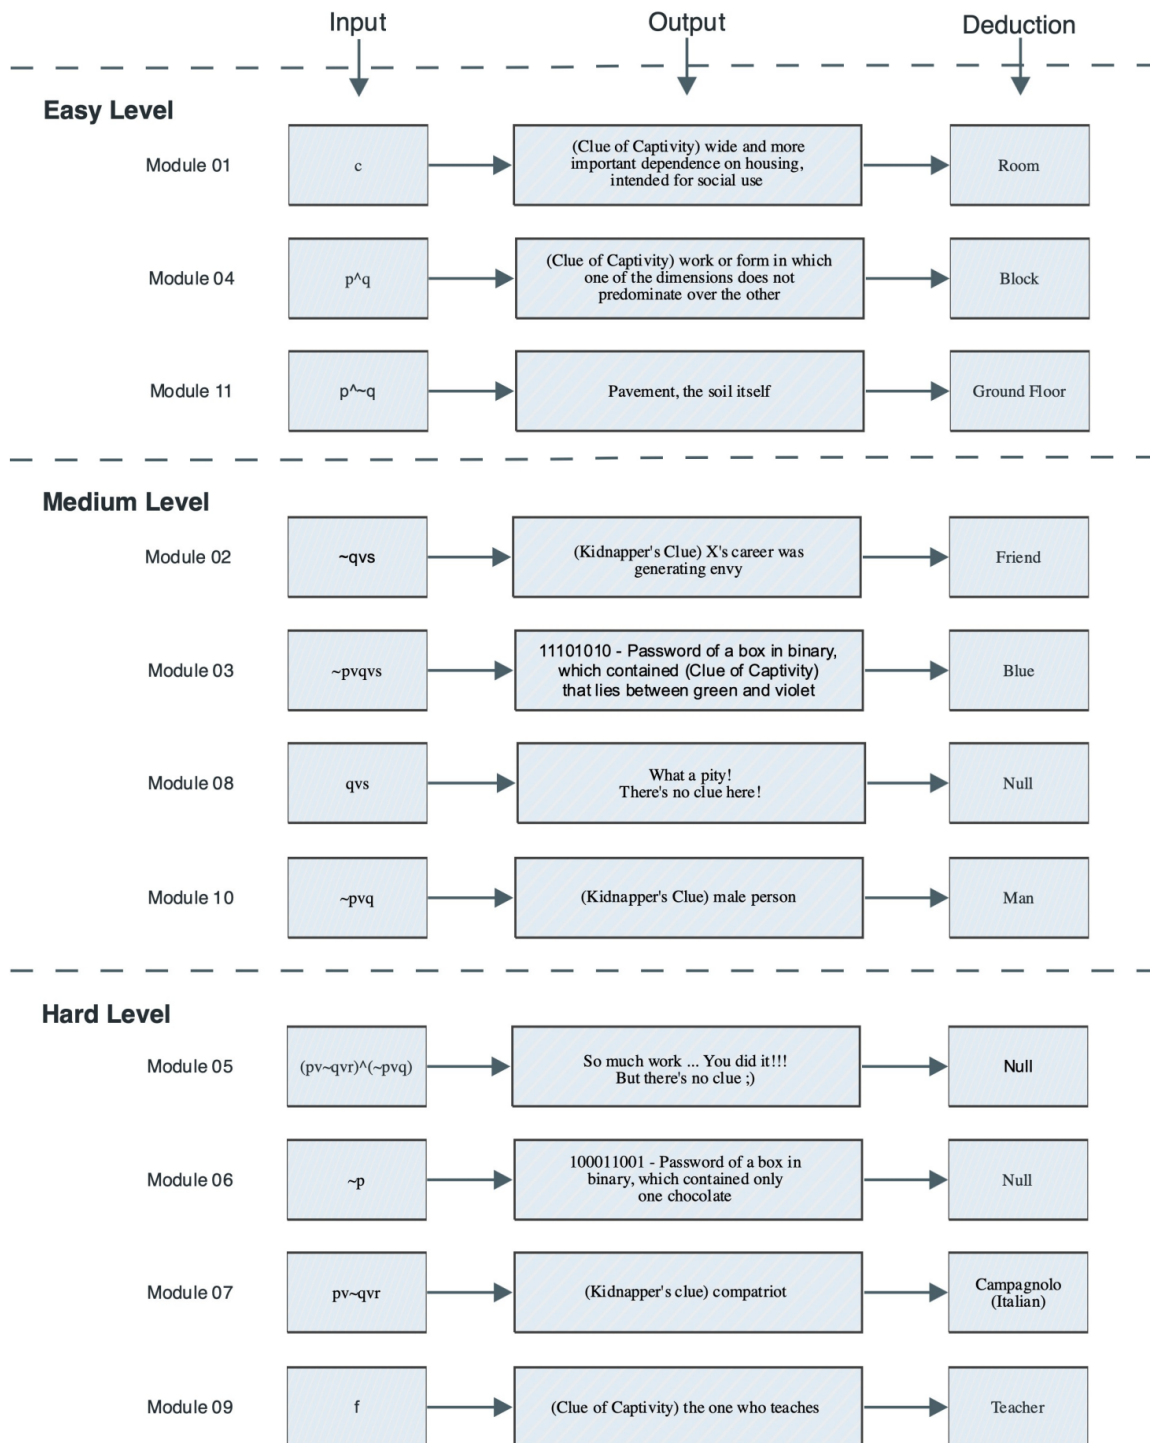 Input
Output
Deduction
Easy Level
Module 01
c
(Clue of Captivity) wide and more
important dependence on housing,
intended for social use
Room
Module 04
p^q
(Clue of Captivity) work or form in which
one of the dimensions does not
predominate over the other
Block
Module 11
p^~q
Pavement, the soil itself
Ground Floor
Medium Level
Module 02
~qvs
(Kidnapper's Clue) X's career was
generating envy
Friend
Module 03
~pvqvs
11101010 - Password of a box in binary,
which contained (Clue of Captivity)
that lies between green and violet
Blue
Module 08
qvs
What a pity!
There's no clue here!
Null
Module 10
~pvq
(Kidnapper's Clue) male person
Man
Hard Level
Module 05
(pv~qvr)^(~pvq)
So much work ... You did it!!!
But there's no clue ;)
Null
Module 06
~p
100011001 - Password of a box in
binary, which contained only
one chocolate
Null
Module 07
pv~qvr
(Kidnapper's clue) compatriot
Campagnolo
(Italian)
Module 09
f
(Clue of Captivity) the one who teaches
Teacher